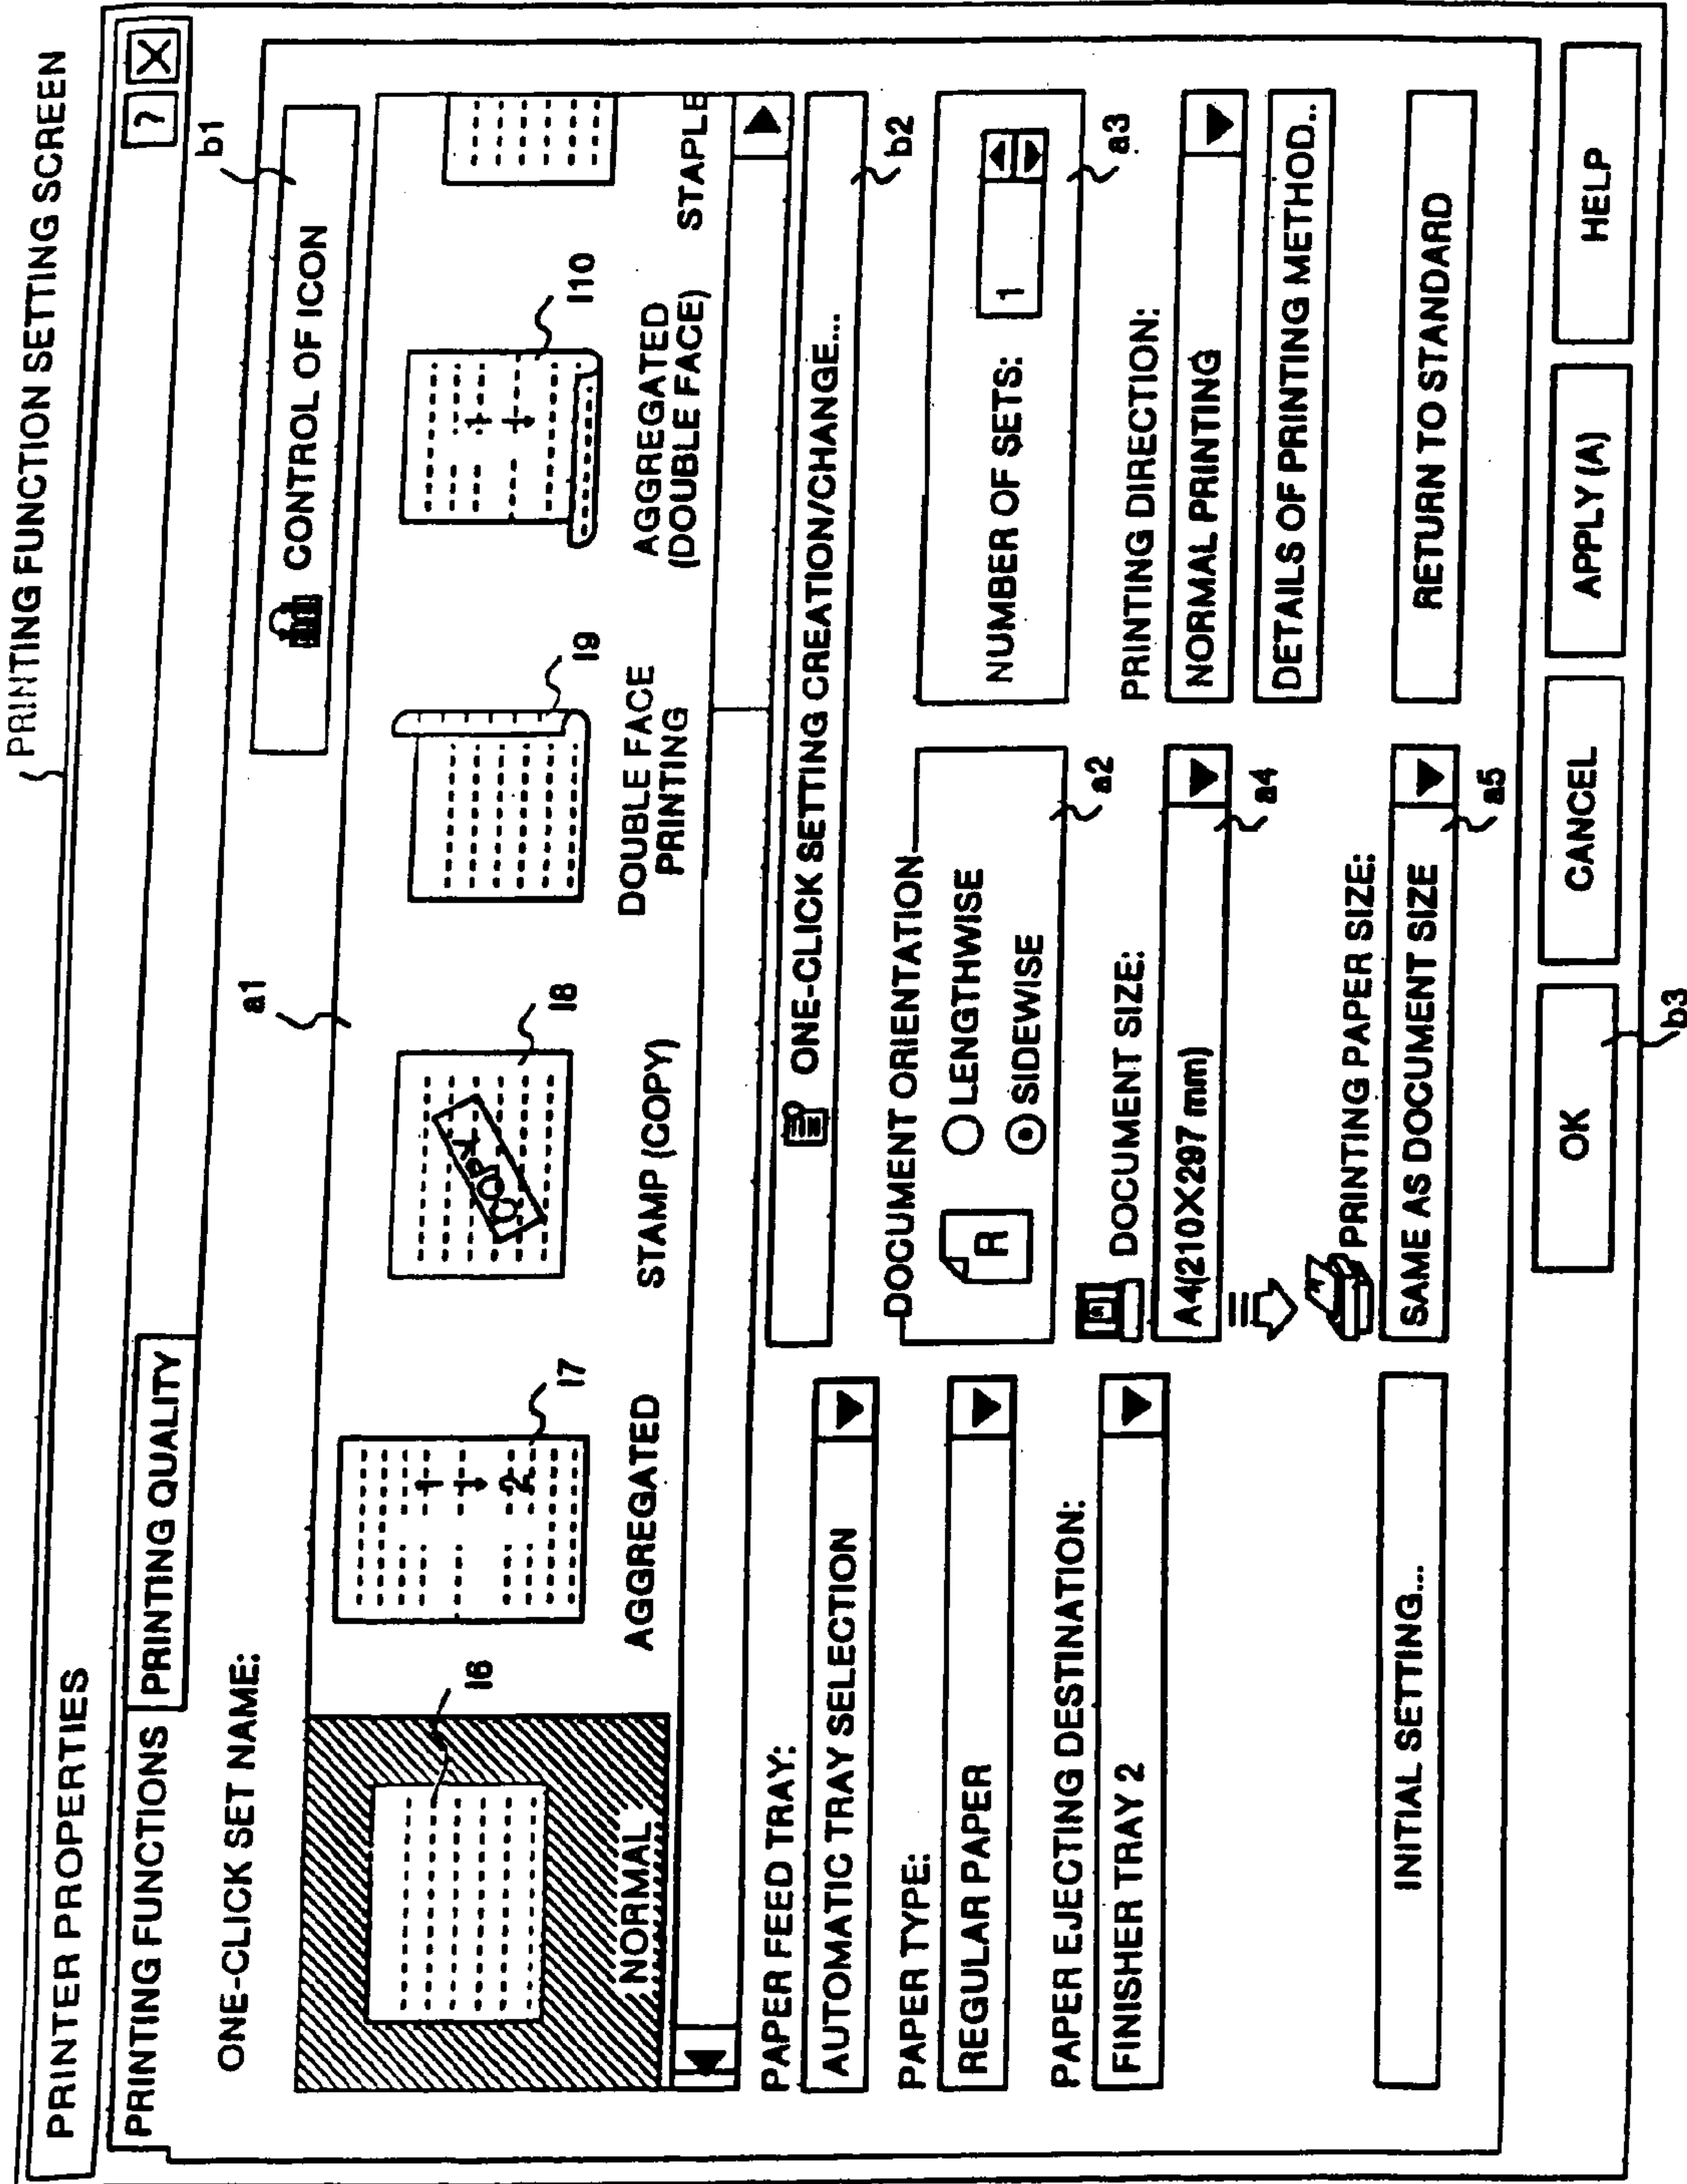 PRINTING FUNCTION SETTING SCREEN
PRINTER PROPERTIES
? X
PRINTING FUNCTIONS PRINTING QUALITY
b1
ONE-CLICK SET NAME:
CONTROL OF ICON
a1
I6 I7 I8 I9 I10
1
2
COPY
1
NORMAL
AGGREGATED
STAMP (COPY)
DOUBLE FACE
PRINTING
AGGREGATED
(DOUBLE FACE)
STAPLE
PAPER FEED TRAY:
AUTOMATIC TRAY SELECTION
ONE-CLICK SETTING CREATION/CHANGE...
b2
PAPER TYPE:
REGULAR PAPER
DOCUMENT ORIENTATION
R
LENGTHWISE
SIDEWISE
a2
NUMBER OF SETS:
1
a3
PAPER EJECTING DESTINATION:
FINISHER TRAY 2
DOCUMENT SIZE:
A4(210X297 mm)
a4
PRINTING DIRECTION:
NORMAL PRINTING
DETAILS OF PRINTING METHOD...
PRINTING PAPER SIZE:
INITIAL SETTING...
SAME AS DOCUMENT SIZE
a5
RETURN TO STANDARD
OK
CANCEL
APPLY (A)
HELP
b3